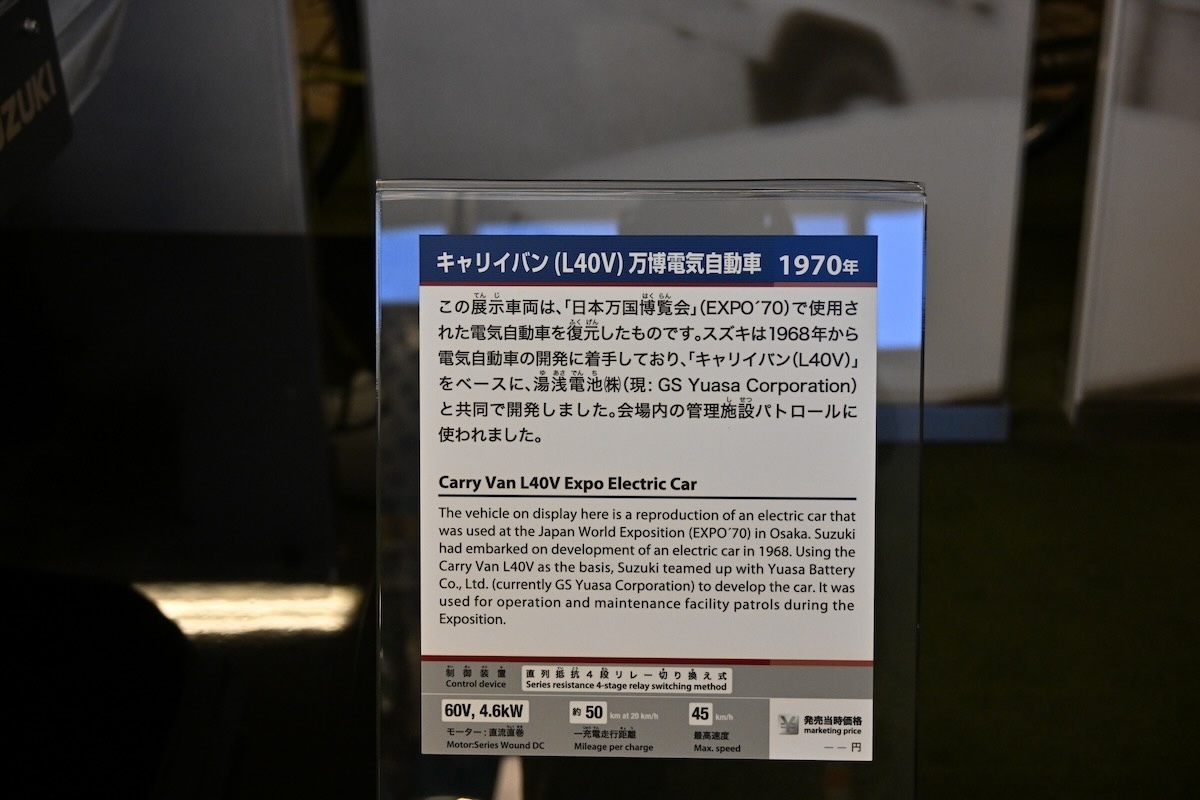 SUZUKI
キャリイバン (L40V) 万博電気自動車 1970年
この展示車両は、「日本万国博覧会」(EXPO´70)で使用さ
れた電気自動車を復元したものです。スズキは1968年から
電気自動車の開発に着手しており、「キャリイバン(L40V)」
をベースに、湯浅電池㈱(現: GS Yuasa Corporation)
と共同で開発しました。会場内の管理施設パトロールに
使われました。
Carry Van L40V Expo Electric Car
The vehicle on display here is a reproduction of an electric car that
was used at the Japan World Exposition (EXPO´70) in Osaka. Suzuki
had embarked on development of an electric car in 1968. Using the
Carry Van L40V as the basis, Suzuki teamed up with Yuasa Battery
Co., Ltd. (currently GS Yuasa Corporation) to develop the car. It was
used for operation and maintenance facility patrols during the
Exposition.
制御装置 直列抵抗4段リレー切り換え式
Control device Series resistance 4-stage relay switching method
60V, 4.6kW 約50 km at 20 km/h 45 km/h
モーター：直流直巻 一充電走行距離 最高速度
Motor:Series Wound DC Mileage per charge Max. speed
発売当時価格
marketing price
－－円